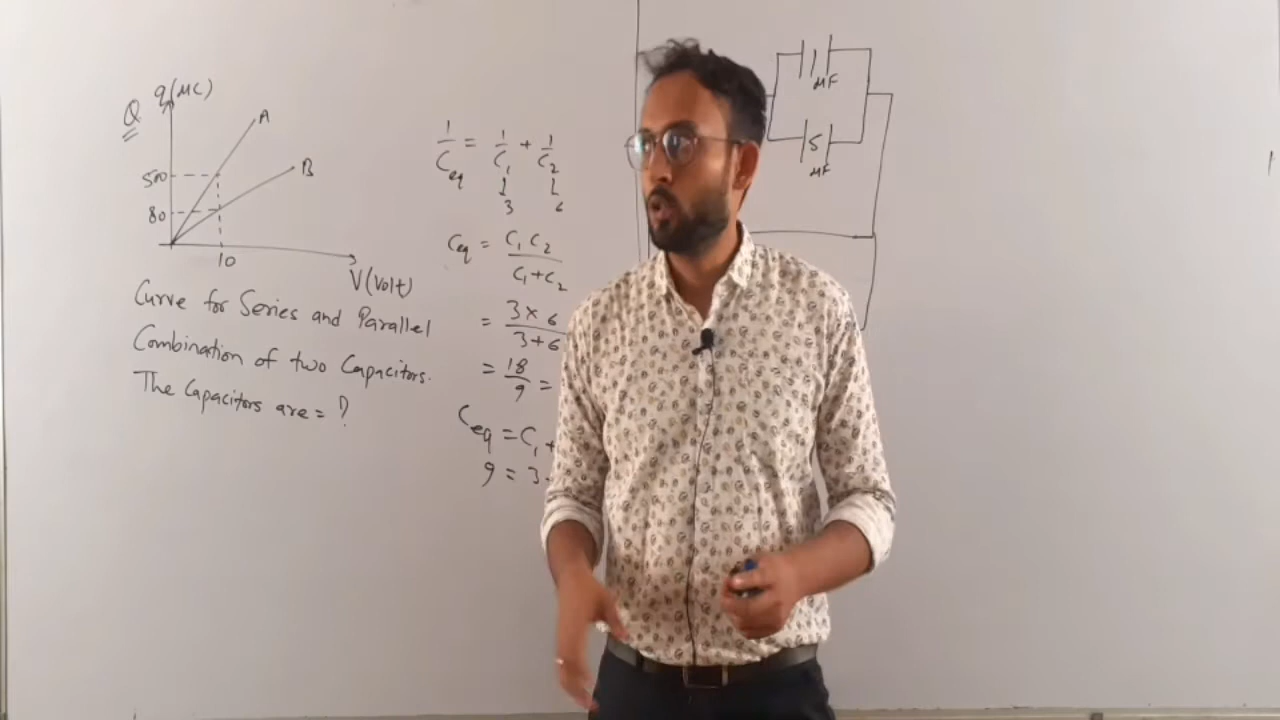 Q
q(μC)
A
B
500
80
10
V(Volt)
Curve for Series and Parallel
Combination of two Capacitors.
The Capacitors are = ?
1/Ceq = 1/C1 + 1/C2
3 6
Ceq = C1 C2 / C1+C2
= 3×6 / 3+6
= 18/9 =
Ceq = C1 +
9 = 3
1
μF
5
μF